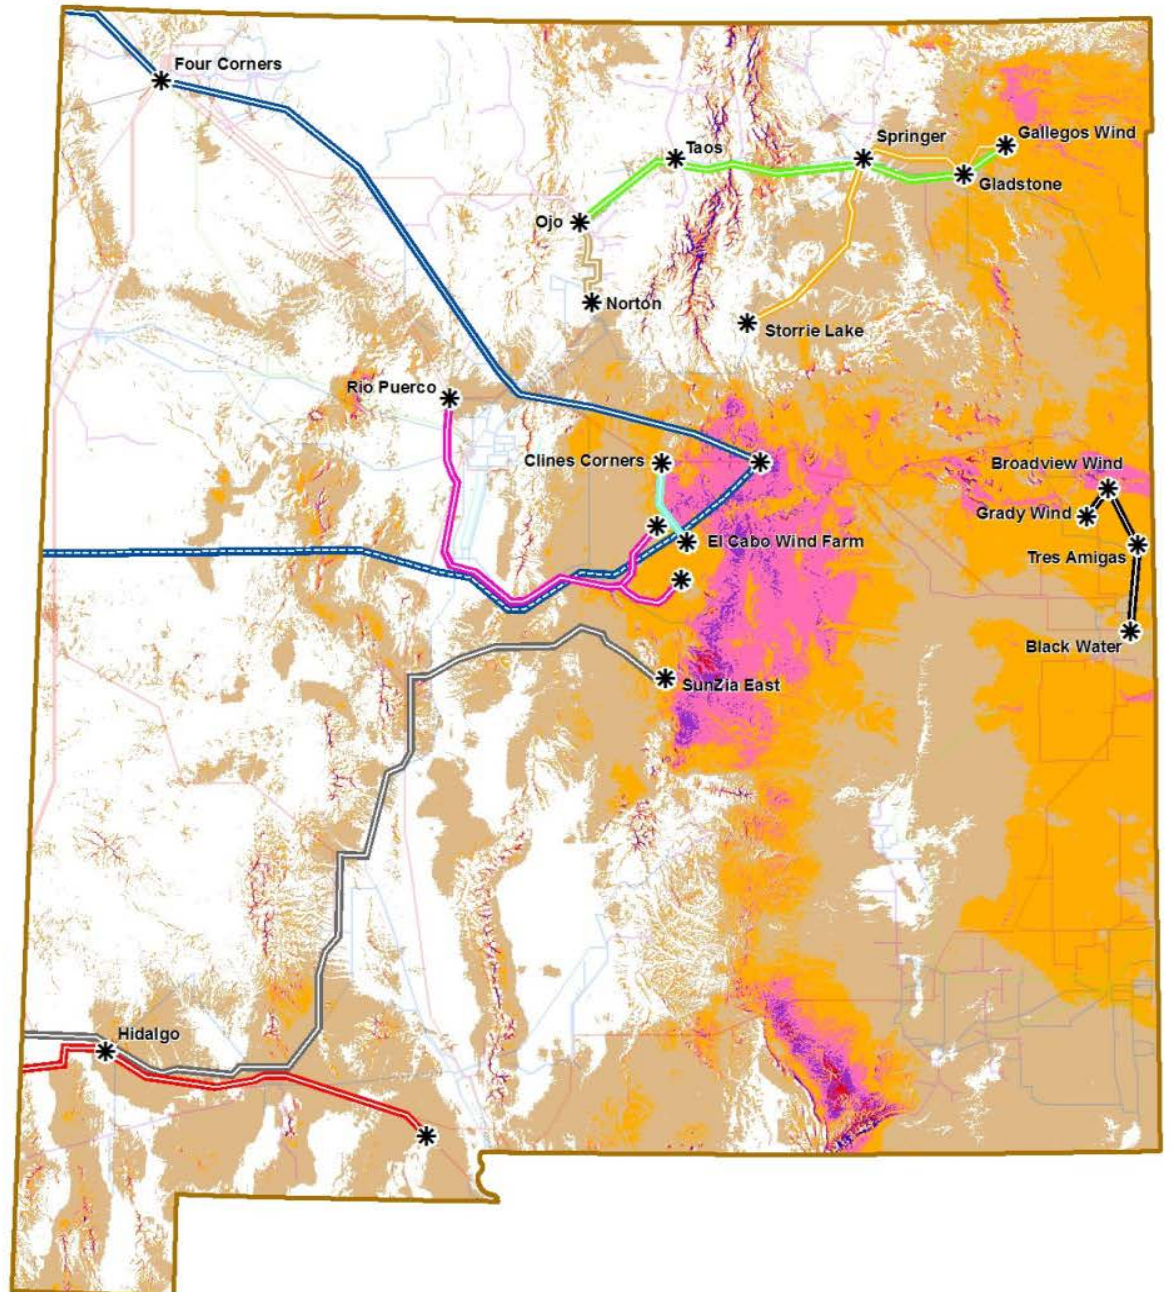 Four Corners
Springer
Gallegos Wind
Taos
Gladstone
Ojo
Norton
Storrie Lake
Rio Puerco
Clines Corners
Broadview Wind
Grady Wind
El Cabo Wind Farm
Tres Amigas
Black Water
SunZia East
Hidalgo